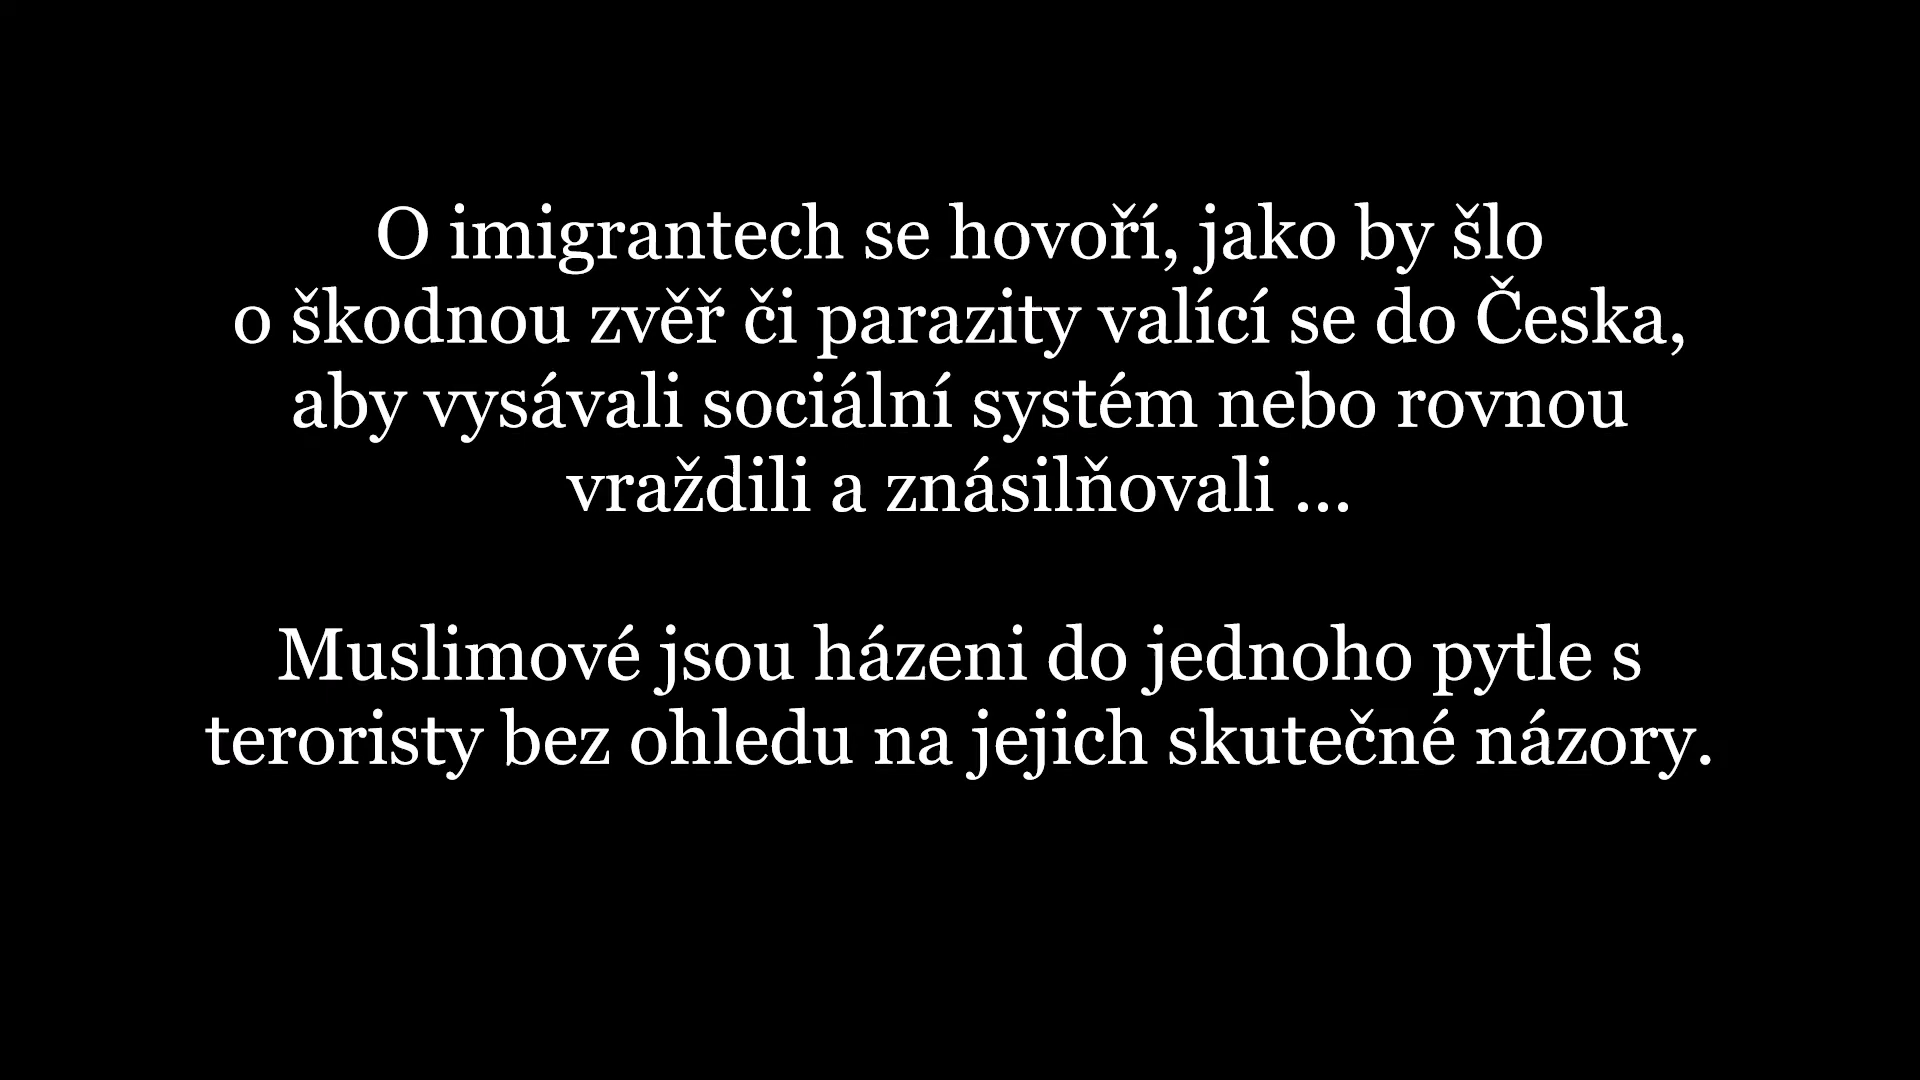 O imigrantech se hovoří, jako by šlo
o škodnou zvěř či parazity valící se do Česka,
aby vysávali sociální systém nebo rovnou
vraždili a znásilňovali ...
Muslimové jsou házeni do jednoho pytle s
teroristy bez ohledu na jejich skutečné názory.